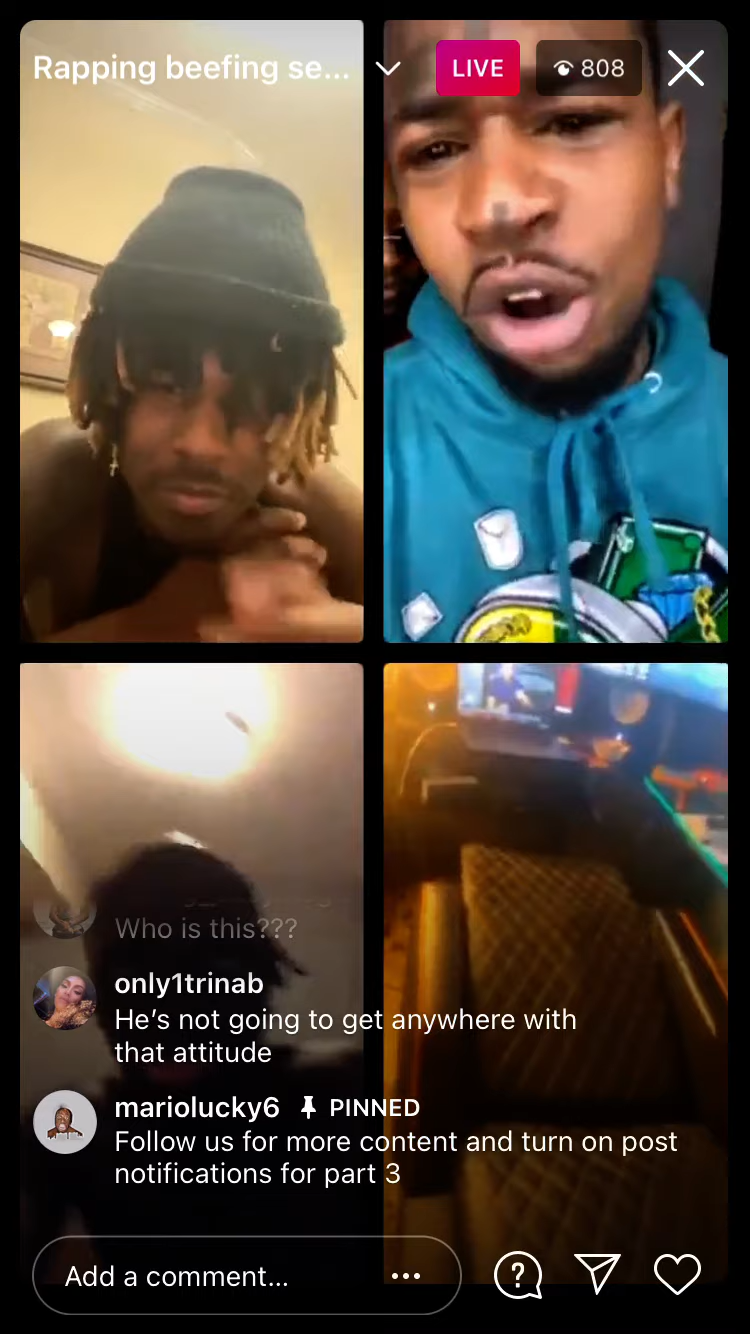 Rapping beefing se...
LIVE
808
Who is this???
only1trinab
He’s not going to get anywhere with
that attitude
mariolucky6 PINNED
Follow us for more content and turn on post
notifications for part 3
Add a comment...